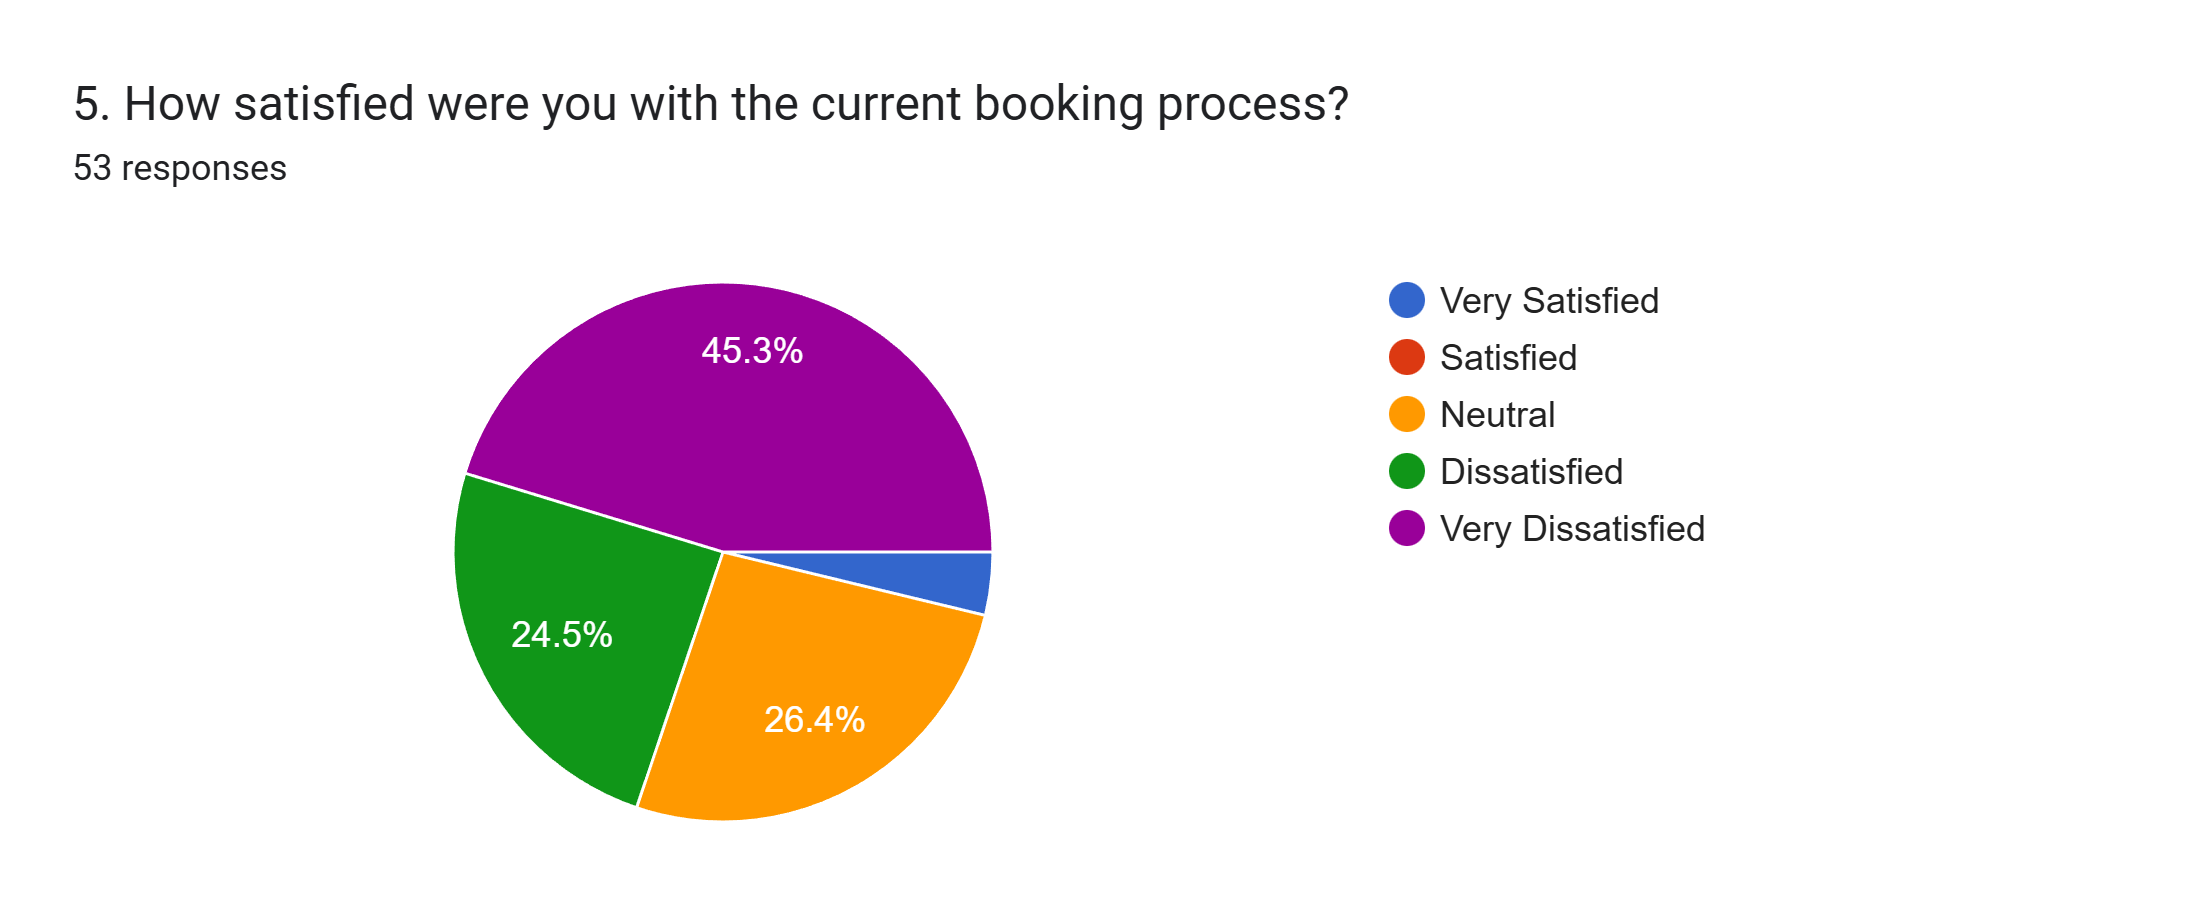 5. How satisfied were you with the current booking process?
53 responses
45.3%
24.5%
26.4%
Very Satisfied
Satisfied
Neutral
Dissatisfied
Very Dissatisfied